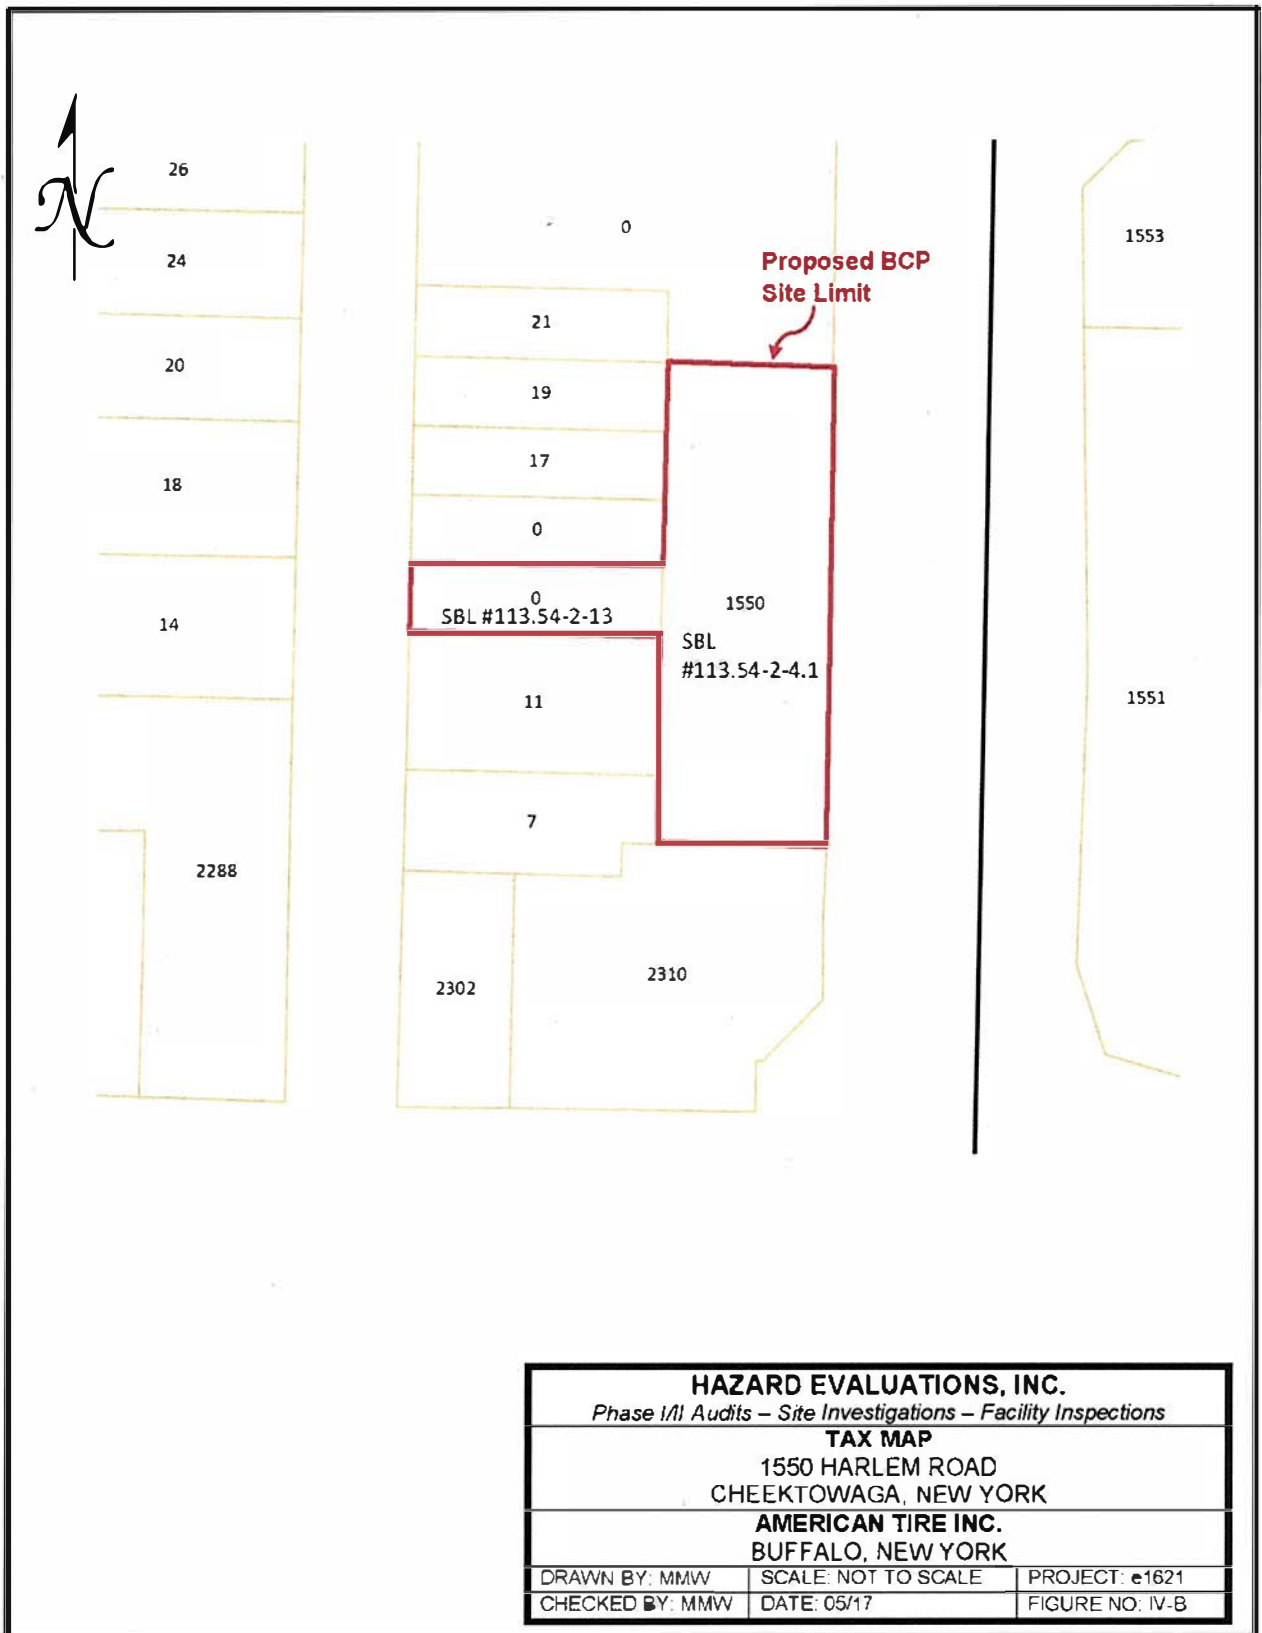 N
26
24
20
18
14
2288
0
21
19
17
0
0
SBL #113.54-2-13
11
7
2302
2310
Proposed BCP
Site Limit
1550
SBL
#113.54-2-4.1
1553
1551
HAZARD EVALUATIONS, INC.
Phase I/II Audits – Site Investigations – Facility Inspections
TAX MAP
1550 HARLEM ROAD
CHEEKTOWAGA, NEW YORK
AMERICAN TIRE INC.
BUFFALO, NEW YORK
DRAWN BY: MMW SCALE: NOT TO SCALE PROJECT: e1621
CHECKED BY: MMW DATE: 05/17 FIGURE NO: IV-B